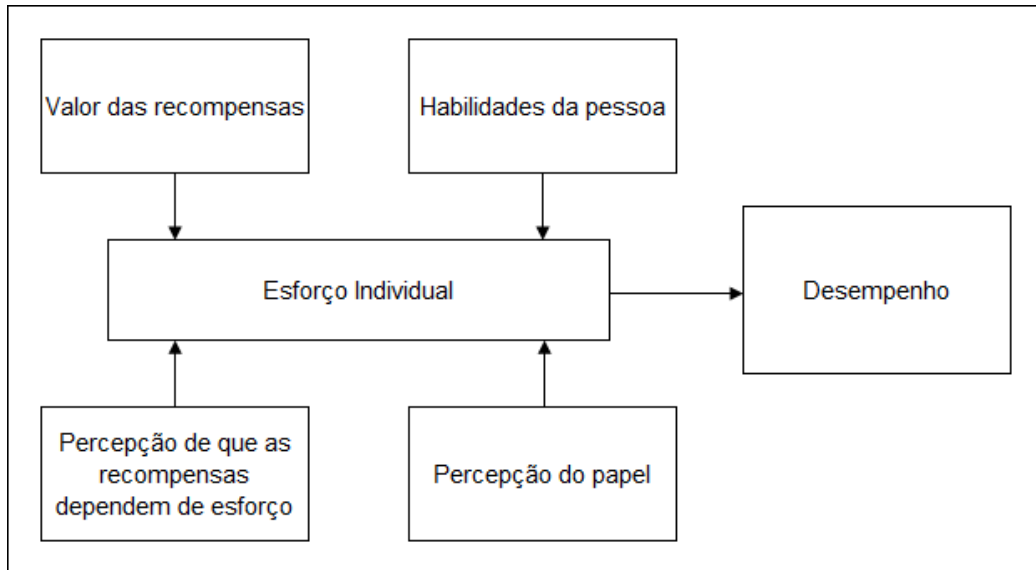 Valor das recompensas
Habilidades da pessoa
Esforço Individual
Desempenho
Percepção de que as
recompensas
dependem de esforço
Percepção do papel